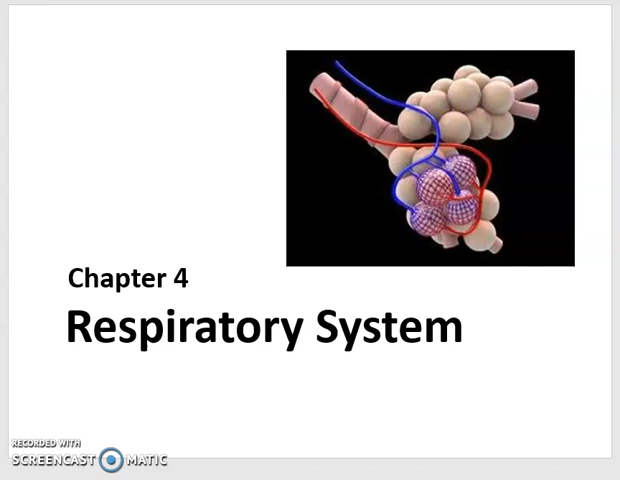 Chapter 4
Respiratory System
RECORDED WITH
SCREENCAST MATIC